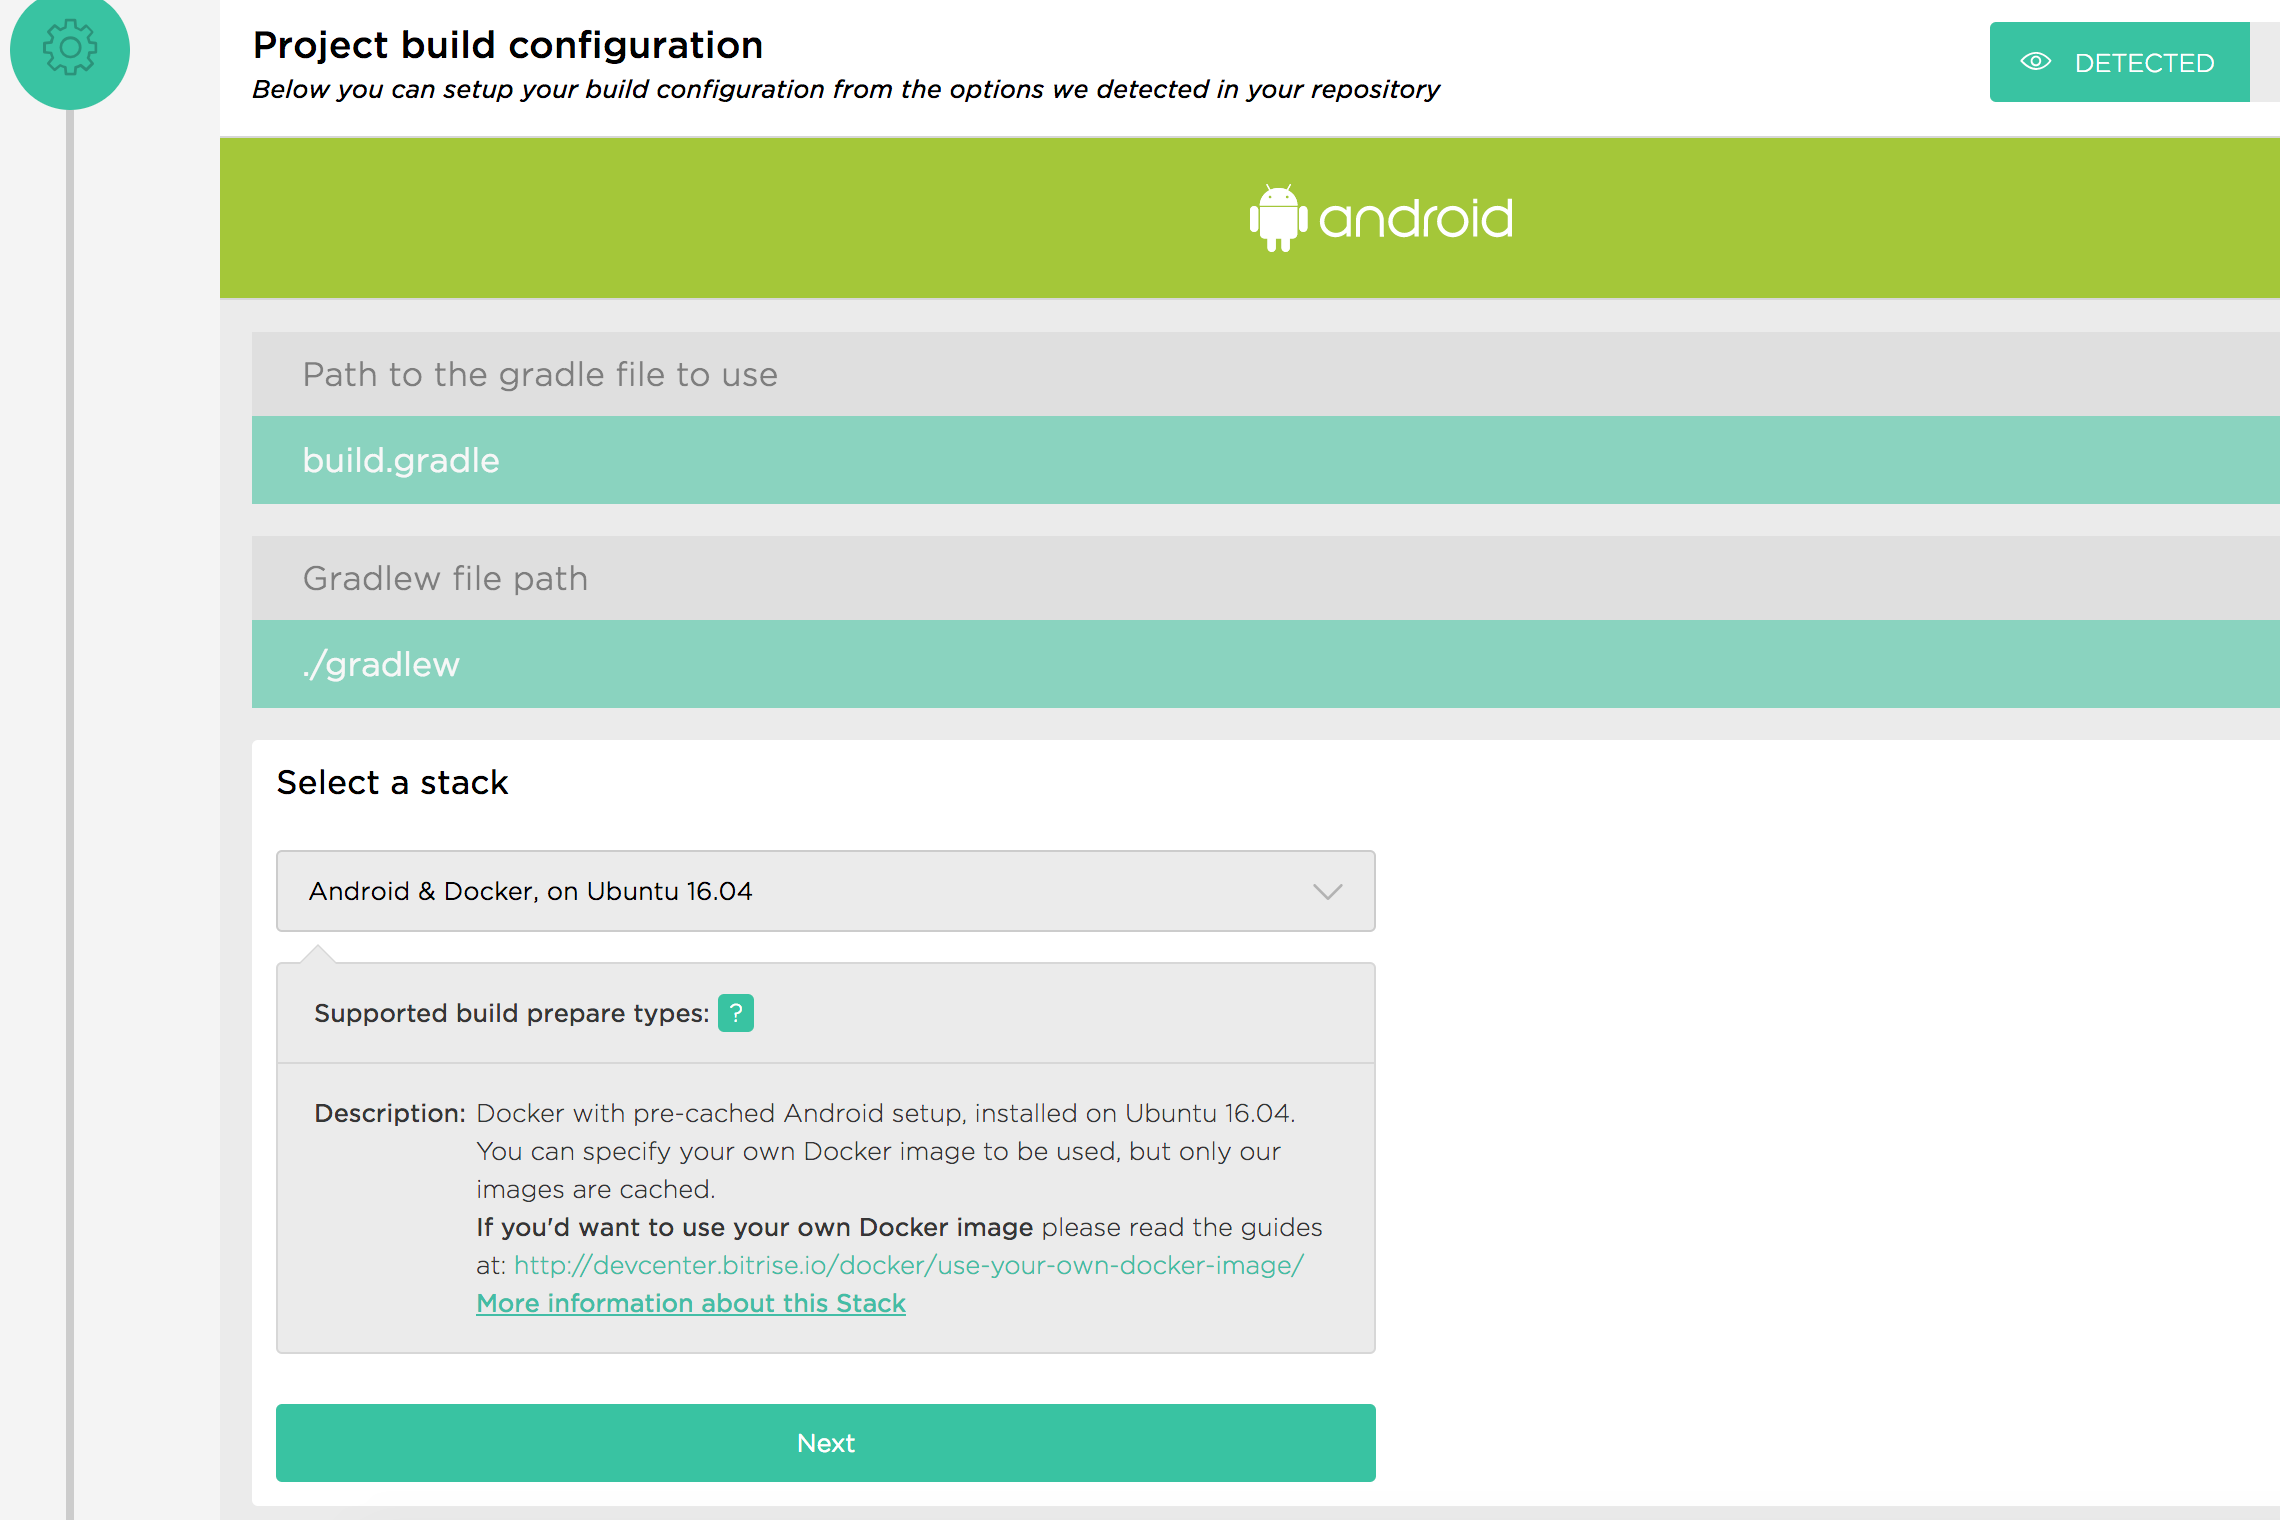 Project build configuration
Below you can setup your build configuration from the options we detected in your repository
DETECTED
android
Path to the gradle file to use
build.gradle
Gradlew file path
./gradlew
Select a stack
Android & Docker, on Ubuntu 16.04
Supported build prepare types: ?
Description: Docker with pre-cached Android setup, installed on Ubuntu 16.04.
You can specify your own Docker image to be used, but only our
images are cached.
If you'd want to use your own Docker image please read the guides
at: http://devcenter.bitrise.io/docker/use-your-own-docker-image/
More information about this Stack
Next